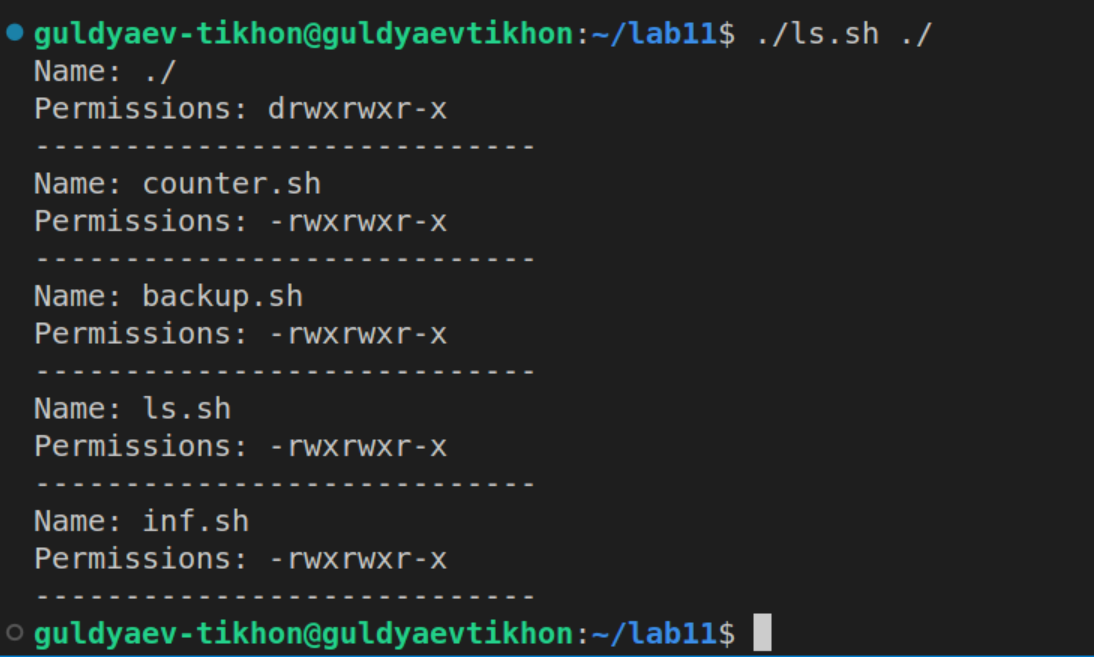 guldyaev-tikhon@guldyaevtikhon:~/lab11$ ./ls.sh ./
Name: ./
Permissions: drwxrwxr-x
----------------------------
Name: counter.sh
Permissions: -rwxrwxr-x
----------------------------
Name: backup.sh
Permissions: -rwxrwxr-x
----------------------------
Name: ls.sh
Permissions: -rwxrwxr-x
----------------------------
Name: inf.sh
Permissions: -rwxrwxr-x
----------------------------
guldyaev-tikhon@guldyaevtikhon:~/lab11$